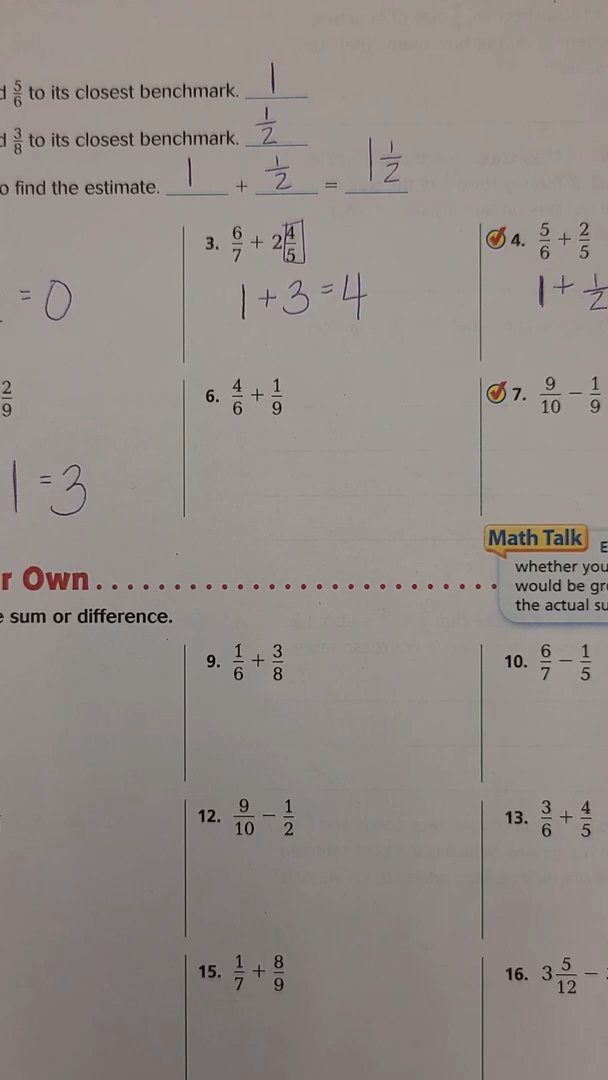 5/6 to its closest benchmark. 1
3/8 to its closest benchmark. 1/2
to find the estimate. 1 + 1/2 = 1 1/2
3. 6/7 + 2 4/5
4. 5/6 + 2/5
= 0
1 + 3 = 4
1 + 1/2
2/9
6. 4/6 + 1/9
7. 9/10 − 1/9
1 = 3
Math Talk
whether you
r Own
would be gr
the actual su
sum or difference.
9. 1/6 + 3/8
10. 6/7 − 1/5
12. 9/10 − 1/2
13. 3/6 + 4/5
15. 1/7 + 8/9
16. 3 5/12 −